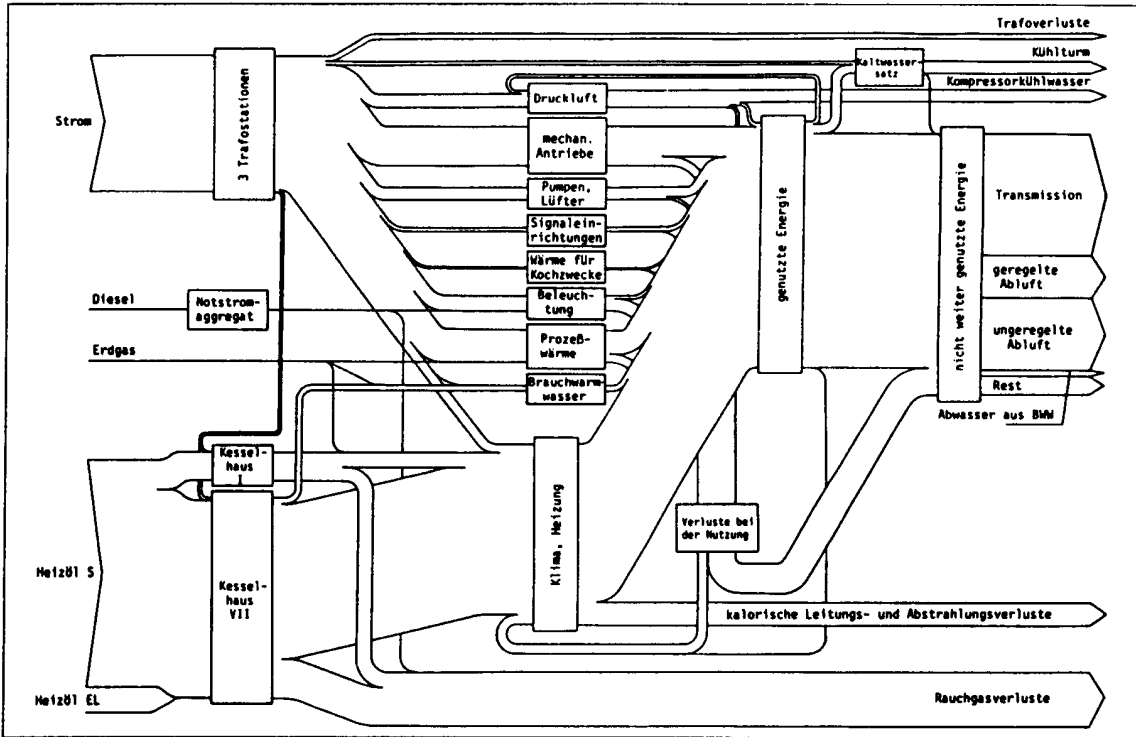 Trafoverluste
Kühlturm
Kaltwasser-
satz
Kompressorkühlwasser
Strom
3 Trafostationen
Druckluft
mechan.
Antriebe
Pumpen,
Lüfter
Signalein-
richtungen
Wärme für
Kochzwecke
Beleuch-
tung
Prozeß-
wärme
Brauchwarm-
wasser
genutzte Energie
nicht weiter genutzte Energie
Transmission
geregelte
Abluft
ungeregelte
Abluft
Rest
Abwasser aus BWW
Diesel
Notstrom-
aggregat
Erdgas
Kessel-
haus
I
Heizöl S
Kessel-
haus
VII
Heizöl EL
Klima, Heizung
Verluste bei
der Nutzung
kalorische Leitungs- und Abstrahlungsverluste
Rauchgasverluste